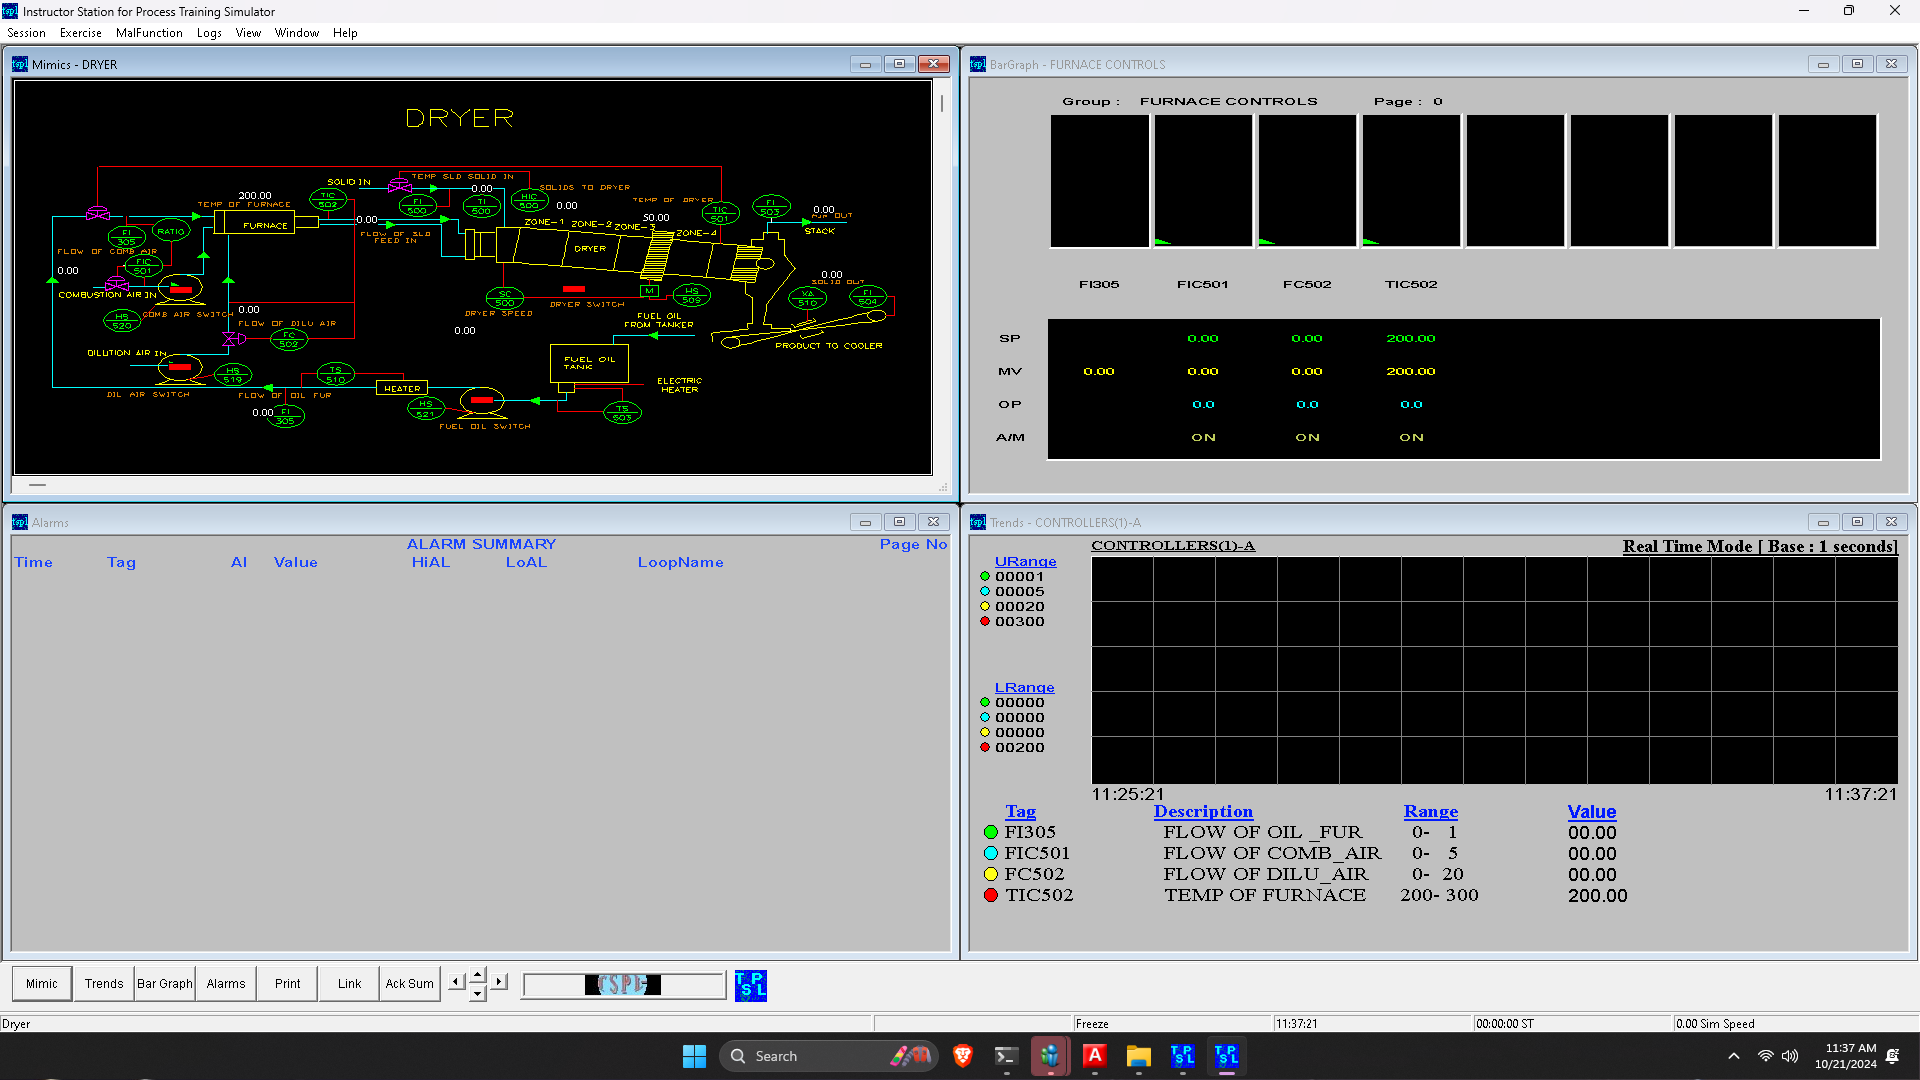 Instructor Station for Process Training Simulator
Session Exercise MalFunction Logs View Window Help
Mimics - DRYER
DRYER
SOLID IN
TEMP SLD SOLID IN
200.00
TEMP OF FURNACE
TIC 502
0.00
FI 500
TI 500
HIC 500
SOLIDS TO DRYER
0.00
TEMP OF DRYER
TIC 501
FI 503
0.00
AIR OUT
STACK
FURNACE
0.00
FLOW OF SLD FEED IN
ZONE-1 ZONE-2 ZONE-3 ZONE-4
50.00
DRYER
FI 305
RATIO
FLOW OF COMB AIR
0.00
FIC 501
COMBUSTION AIR IN
COMB AIR SWITCH
HS 520
0.00
FLOW OF DILU AIR
FC 502
SC 500
DRYER SPEED
0.00
DRYER SWITCH
M
HS 509
XA 510
0.00
SOLID OUT
FI 504
PRODUCT TO COOLER
FUEL OIL FROM TANKER
DILUTION AIR IN
DIL AIR SWITCH
HS 519
TS 510
FLOW OF OIL FUR
0.00
FI 305
HEATER
HS 521
FUEL OIL SWITCH
FUEL OIL TANK
ELECTRIC HEATER
TS 503
BarGraph - FURNACE CONTROLS
Group : FURNACE CONTROLS Page : 0
FI305 FIC501 FC502 TIC502
SP 0.00 0.00 200.00
MV 0.00 0.00 0.00 200.00
OP 0.0 0.0 0.0
A/M ON ON ON
Alarms
ALARM SUMMARY Page No
Time Tag Al Value HiAL LoAL LoopName
Trends - CONTROLLERS(1)-A
CONTROLLERS(1)-A Real Time Mode [ Base : 1 seconds]
URange
00001
00005
00020
00300
LRange
00000
00000
00000
00200
11:25:21 11:37:21
Tag Description Range Value
FI305 FLOW OF OIL _FUR 0- 1 00.00
FIC501 FLOW OF COMB_AIR 0- 5 00.00
FC502 FLOW OF DILU_AIR 0- 20 00.00
TIC502 TEMP OF FURNACE 200- 300 200.00
Mimic Trends Bar Graph Alarms Print Link Ack Sum TSPL TPSL
Dryer Freeze 11:37:21 00:00:00 ST 0.00 Sim Speed
Search
11:37 AM
10/21/2024